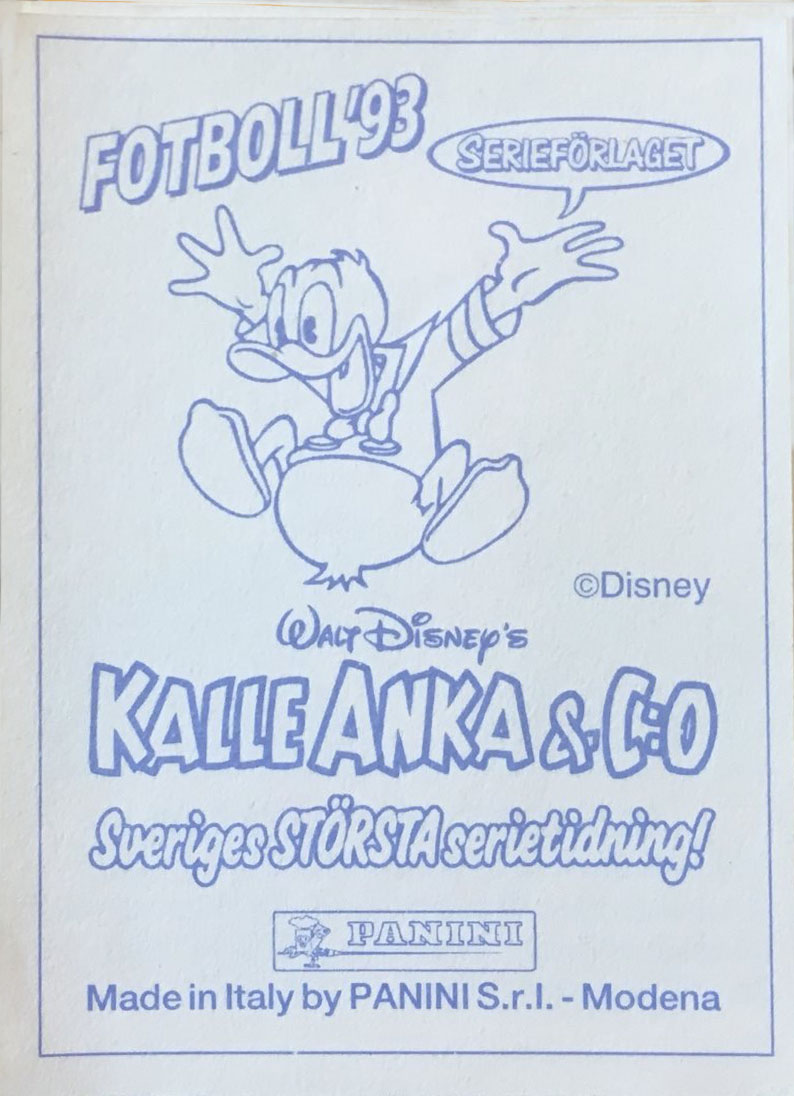 FOTBOLL'93
SERIEFÖRLAGET
©Disney
WALT DISNEY'S
KALLE ANKA & C:O
Sveriges STÖRSTA serietidning!
PANINI
Made in Italy by PANINI S.r.l. - Modena